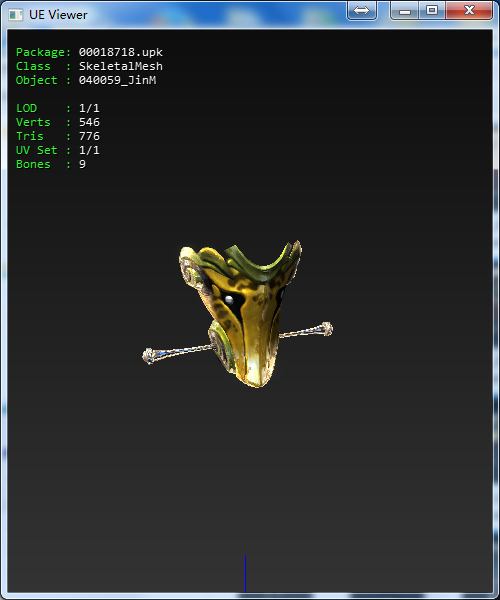 UE Viewer
Package: 00018718.upk
Class  : SkeletalMesh
Object : 040059_JinM
LOD    : 1/1
Verts  : 546
Tris   : 776
UV Set : 1/1
Bones  : 9